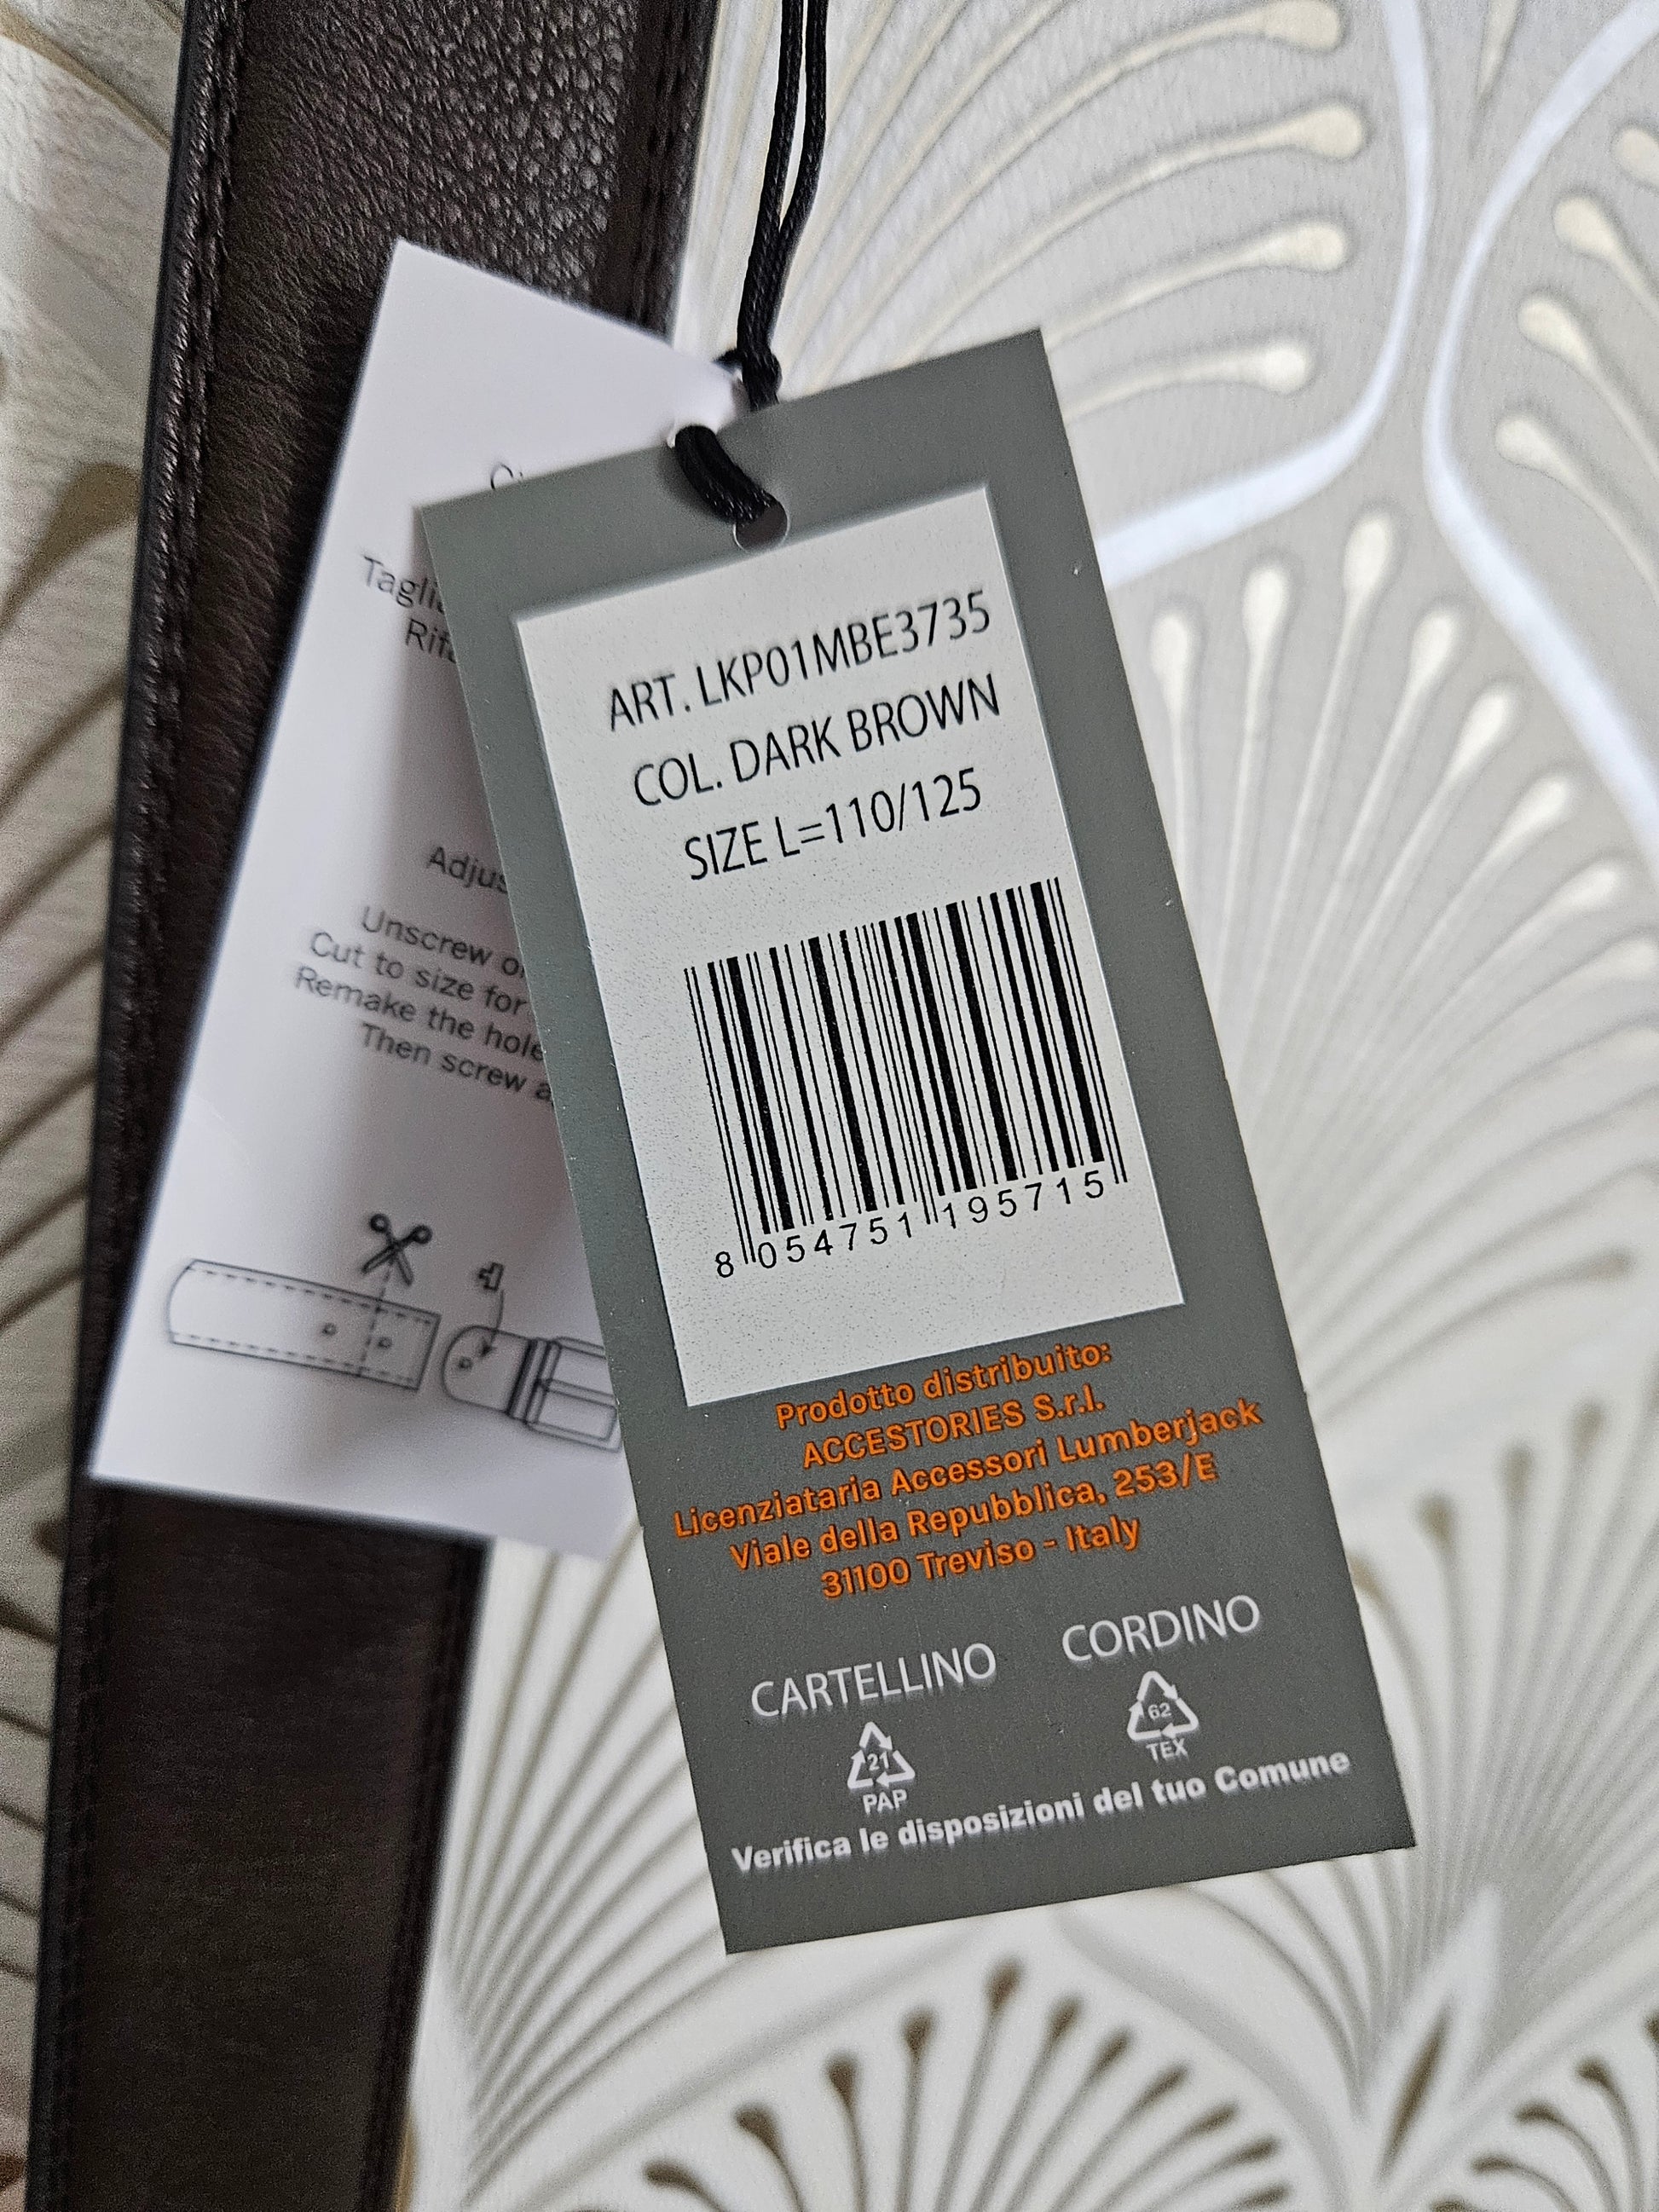 ART. LKP01MBE3735
COL. DARK BROWN
SIZE L=110/125
8 054751 195715
Prodotto distribuito:
ACCESTORIES S.r.l.
Licenziataria Accessori Lumberjack
Viale della Repubblica, 253/E
31100 Treviso - Italy
CARTELLINO
CORDINO
21
PAP
62
TEX
Verifica le disposizioni del tuo Comune
Unscrew
Cut to size for
Remake the
Then screw